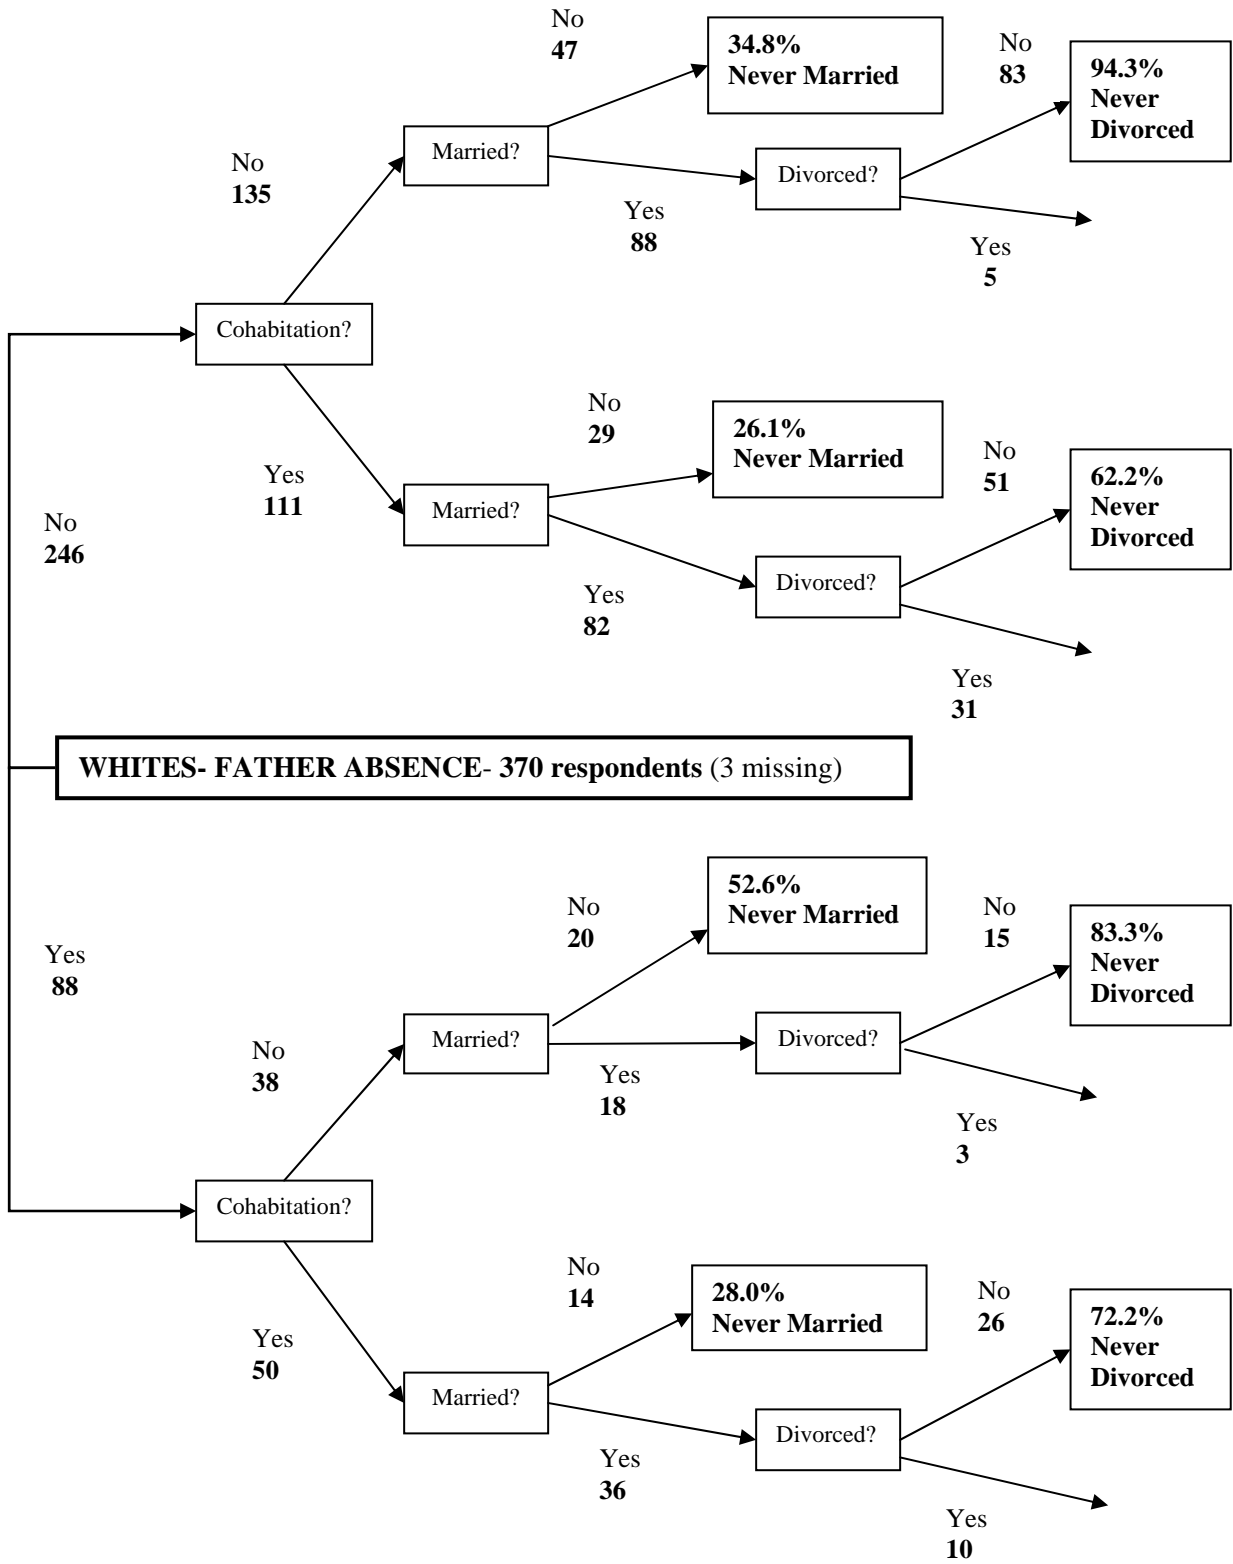 No
47
34.8%
Never Married
No
83
94.3%
Never
Divorced
Married?
No
135
Divorced?
Yes
88
Yes
5
Cohabitation?
No
29
26.1%
Never Married
No
51
62.2%
Never
Divorced
Yes
111
Married?
No
246
Divorced?
Yes
82
Yes
31
WHITES- FATHER ABSENCE- 370 respondents (3 missing)
52.6%
Never Married
No
20
No
15
83.3%
Never
Divorced
Yes
88
Married?
Divorced?
No
38
Yes
18
Yes
3
Cohabitation?
No
14
28.0%
Never Married
No
26
72.2%
Never
Divorced
Yes
50
Married?
Divorced?
Yes
36
Yes
10